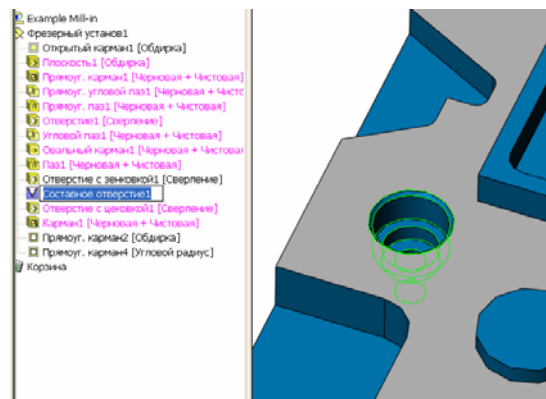 Example Mill-in
Фрезерный установ1
Открытый карман1 [Обдирка]
Плоскость1 [Обдирка]
Прямоуг. карман1 [Черновая + Чистовая]
Прямоуг. угловой паз1 [Черновая + Чисто
Прямоуг. паз1 [Черновая + Чистовая]
Отверстие1 [Сверление]
Угловой паз1 [Черновая + Чистовая]
Овальный карман1 [Черновая + Чистовая
Паз1 [Черновая + Чистовая]
Отверстие с зенковкой1 [Сверление]
Составное отверстие1
Отверстие с цековкой1 [Сверление]
Карман1 [Черновая + Чистовая]
Прямоуг. карман2 [Обдирка]
Прямоуг. карман4 [Угловой радиус]
Корзина